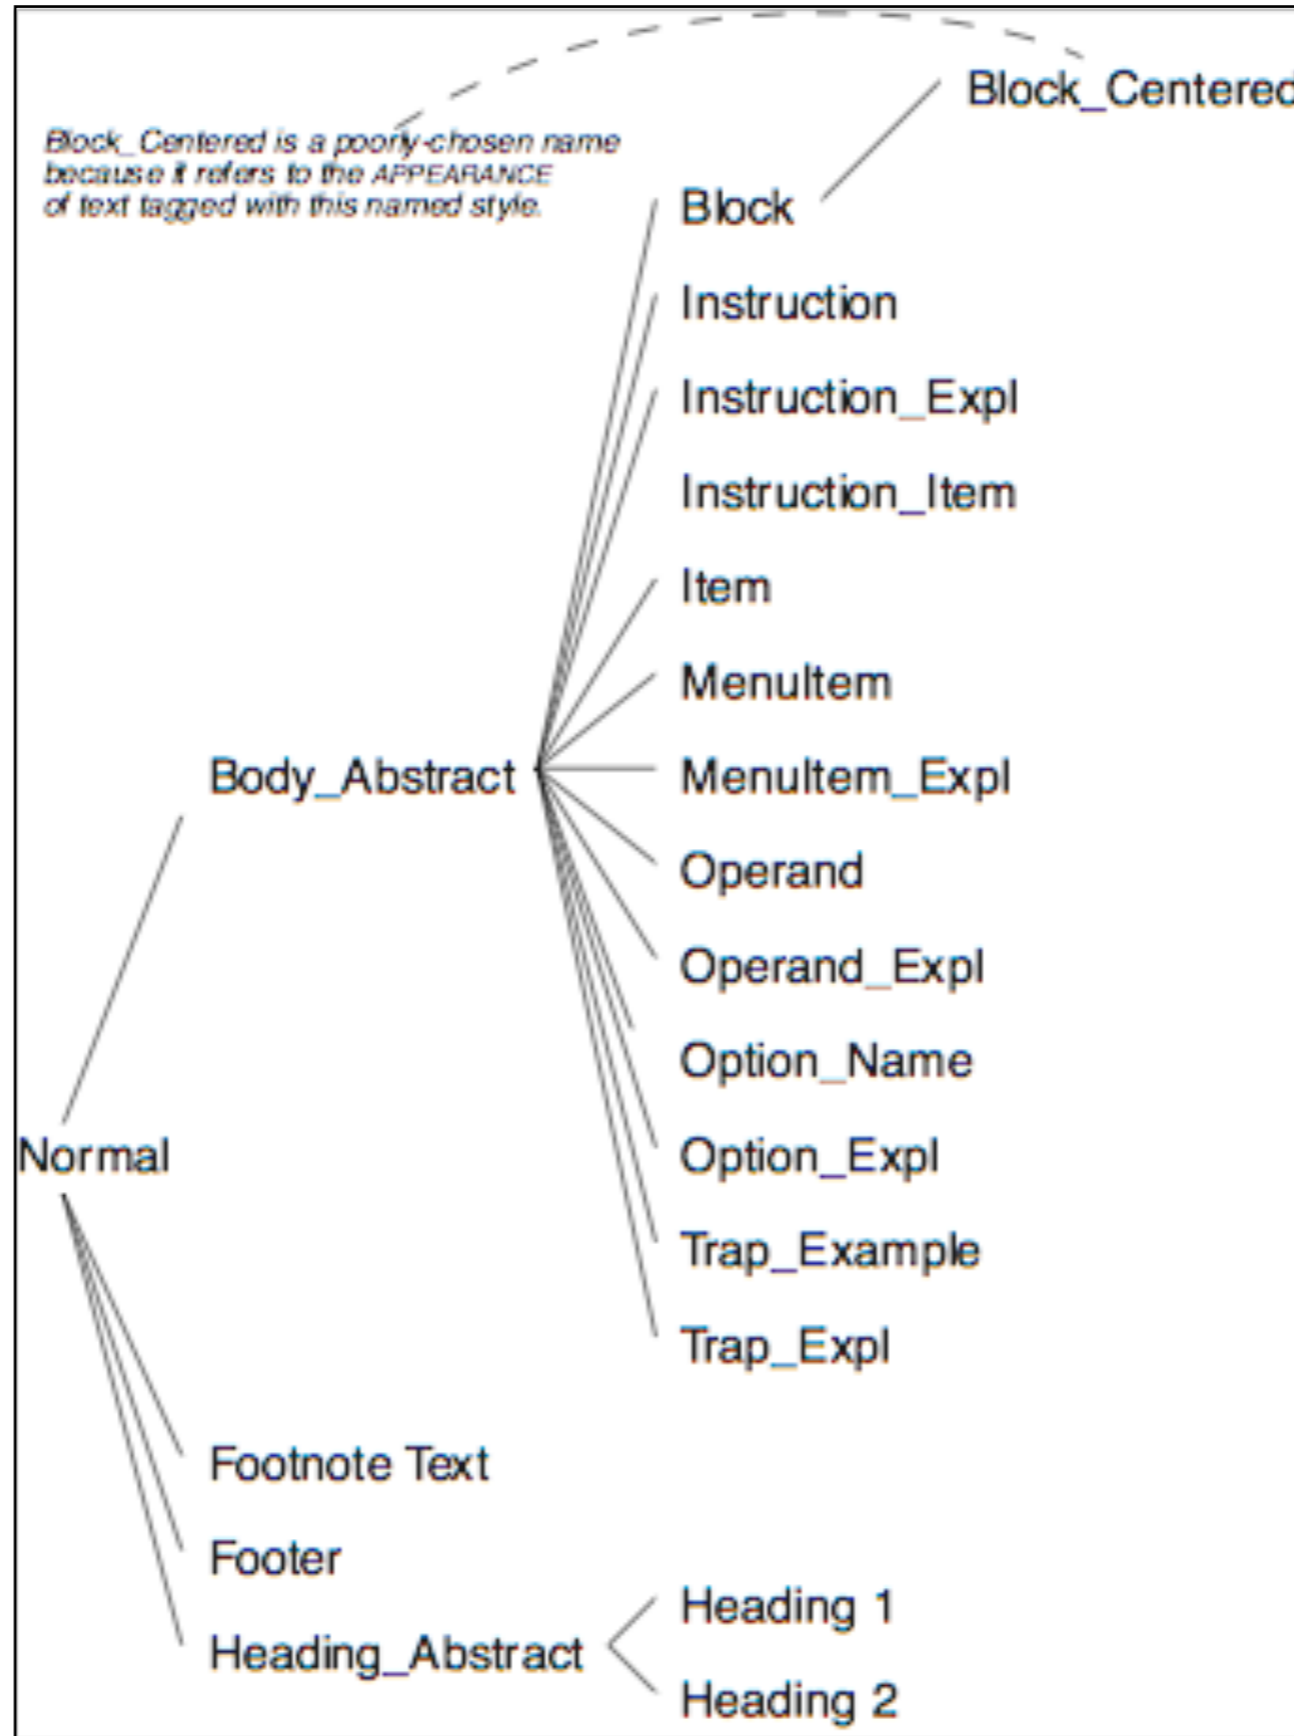 Block_Centered
Block_Centered is a poorly-chosen name
because it refers to the APPEARANCE
of text tagged with this named style.
Block
Instruction
Instruction_Expl
Instruction_Item
Item
MenuItem
Body_Abstract
MenuItem_Expl
Operand
Operand_Expl
Option_Name
Normal
Option_Expl
Trap_Example
Trap_Expl
Footnote Text
Footer
Heading_Abstract
Heading 1
Heading 2